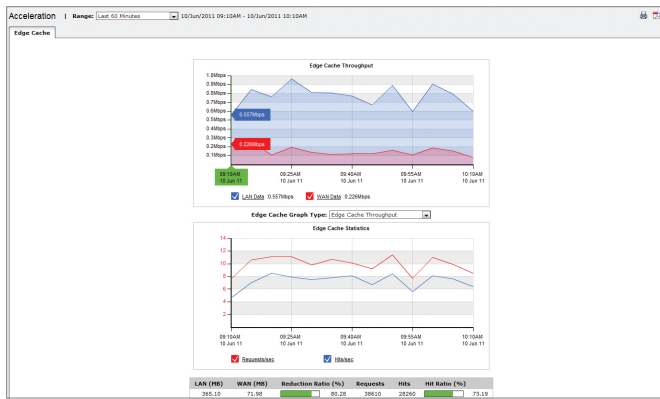 Acceleration | Range: Last 60 Minutes 10/Jun/2011 09:10AM - 10/Jun/2011 10:10AM
Edge Cache
Edge Cache Throughput
1.0Mbps
0.9Mbps
0.8Mbps
0.7Mbps
0.6Mbps
0.5Mbps
0.4Mbps
0.3Mbps
0.2Mbps
0.1Mbps
0.557Mbps
0.228Mbps
09:10AM 09:25AM 09:40AM 09:55AM 10:10AM
10 Jun 11 10 Jun 11 10 Jun 11 10 Jun 11 10 Jun 11
LAN Data :0.557Mbps WAN Data :0.228Mbps
Edge Cache Graph Type: Edge Cache Throughput
Edge Cache Statistics
14
12
10
8
6
4
2
09:10AM 09:25AM 09:40AM 09:55AM 10:10AM
10 Jun 11 10 Jun 11 10 Jun 11 10 Jun 11 10 Jun 11
Requests/sec Hits/sec
LAN (MB) WAN (MB) Reduction Ratio (%) Requests Hits Hit Ratio (%)
365.10 71.98 80.28 38610 28260 73.19